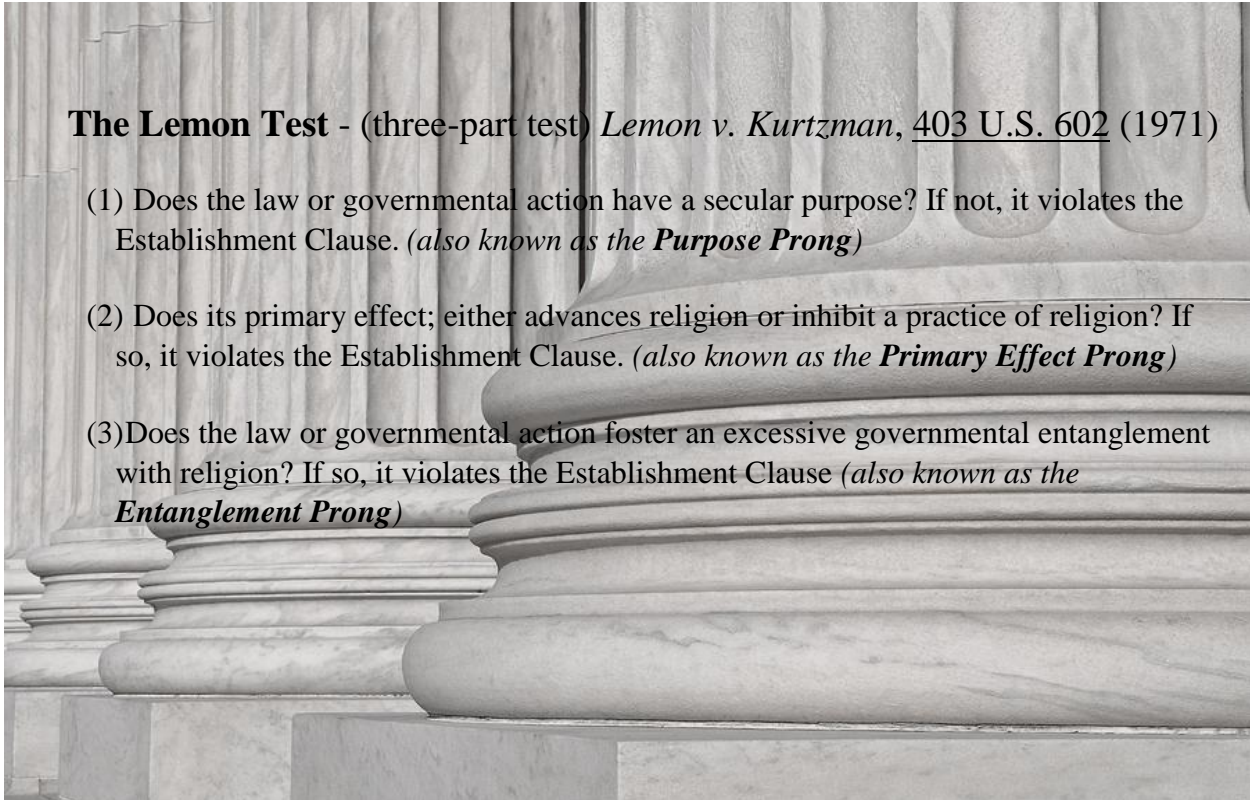 The Lemon Test - (three-part test) Lemon v. Kurtzman, 403 U.S. 602 (1971)
(1) Does the law or governmental action have a secular purpose? If not, it violates the
Establishment Clause. (also known as the Purpose Prong)
(2) Does its primary effect; either advances religion or inhibit a practice of religion? If
so, it violates the Establishment Clause. (also known as the Primary Effect Prong)
(3)Does the law or governmental action foster an excessive governmental entanglement
with religion? If so, it violates the Establishment Clause (also known as the
Entanglement Prong)